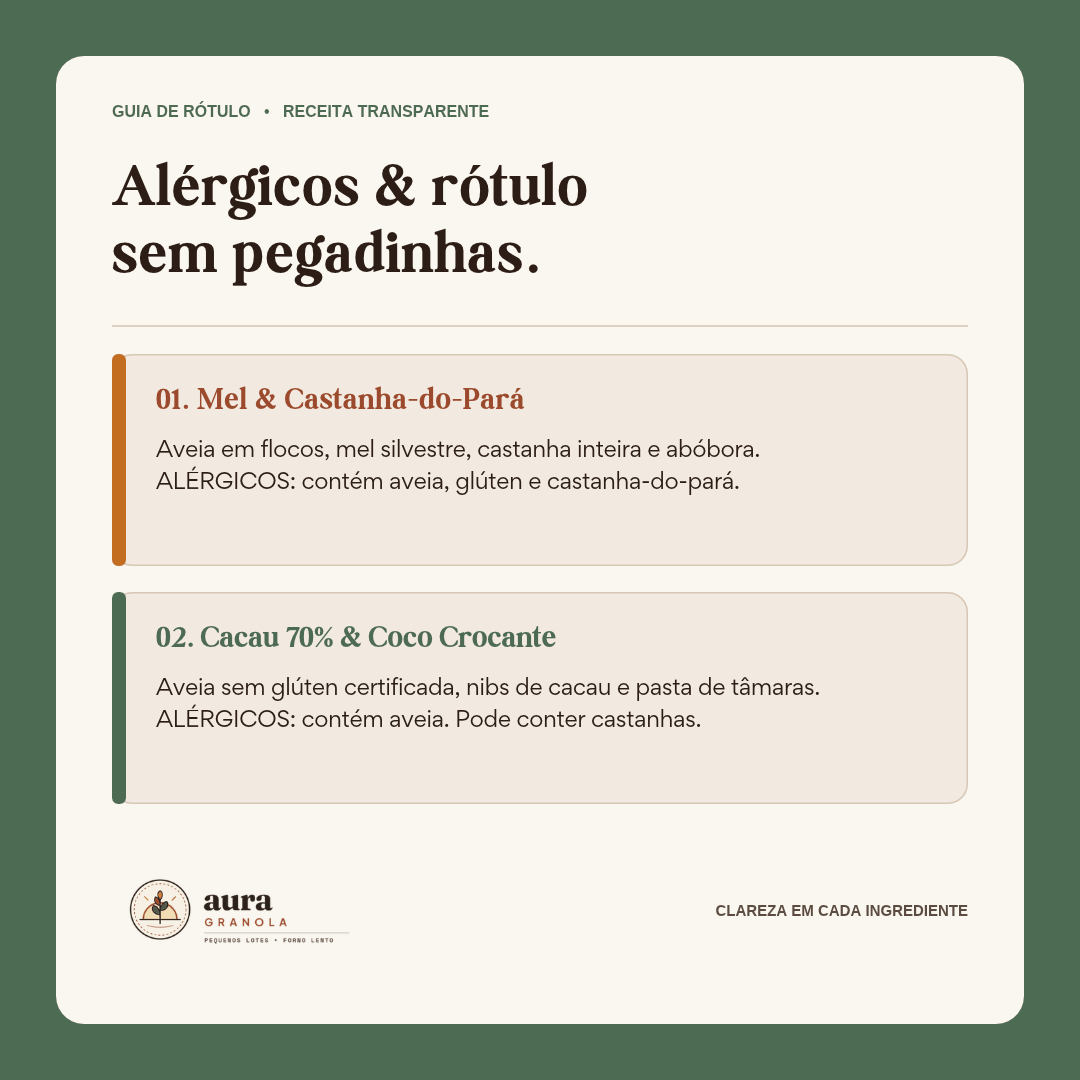 GUIA DE RÓTULO • RECEITA TRANSPARENTE
Alérgicos & rótulo
sem pegadinhas.
01. Mel & Castanha-do-Pará
Aveia em flocos, mel silvestre, castanha inteira e abóbora.
ALÉRGICOS: contém aveia, glúten e castanha-do-pará.
02. Cacau 70% & Coco Crocante
Aveia sem glúten certificada, nibs de cacau e pasta de tâmaras.
ALÉRGICOS: contém aveia. Pode conter castanhas.
aura
GRANOLA
PEQUENOS LOTES • FORNO LENTO
CLAREZA EM CADA INGREDIENTE